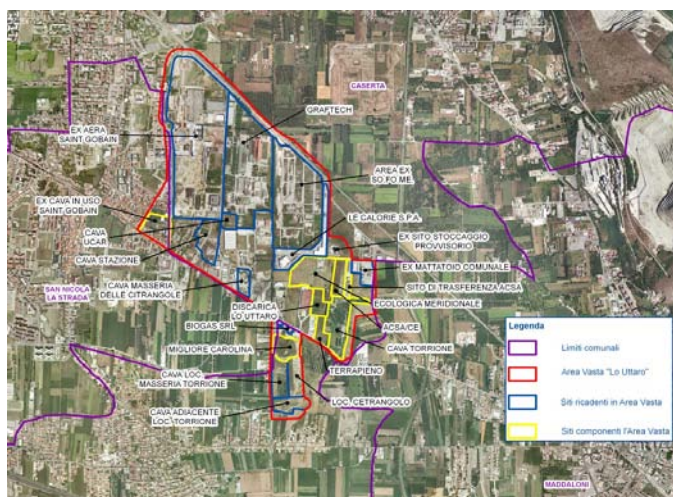 CASERTA
GRAFTECH
EX AERA
SAINT GOBAIN
AREA EX
SO.FO.ME.
EX CAVA IN USO
SAINT GOBAIN
LE CALORIE S.P.A.
CAVA
UCAR
EX SITO STOCCAGGIO
PROVVISORIO
CAVA STAZIONE
EX MATTATOIO COMUNALE
SAN NICOLA
LA STRADA
CAVA MASSERIA
DELLE CITRANGOLE
SITO DI TRASFERENZA ACSA
DISCARICA
LO UTTARO
ECOLOGICA MERIDIONALE
BIOGAS SRL
ACSA/CE
MIGLIORE CAROLINA
CAVA TORRIONE
CAVA LOC.
MASSERIA TORRIONE
TERRAPIENO
LOC. CETRANGOLO
CAVA ADIACENTE
LOC. TORRIONE
MADDALONI
Legenda
Limiti comunali
Area Vasta "Lo Uttaro"
Siti ricadenti in Area Vasta
Siti componenti l'Area Vasta